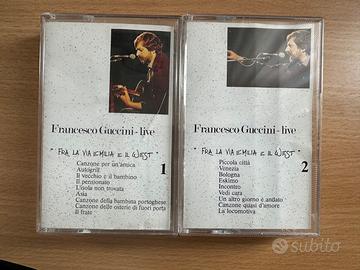 Francesco Guccini-live
"FRA LA VIA EMILIA E IL WEST"
Canzone per un'amica
Autogrill
Il vecchio e il bambino
Il pensionato
L'isola non trovata
Asia
Canzone della bambina portoghese
Canzone delle osterie di fuori porta
Il frate
1
Francesco Guccini-live
"FRA LA VIA EMILIA E IL WEST"
Piccola città
Venezia
Bologna
Eskimo
Incontro
Vedi cara
Un altro giorno è andato
Canzone quasi d'amore
La locomotiva
2
subito